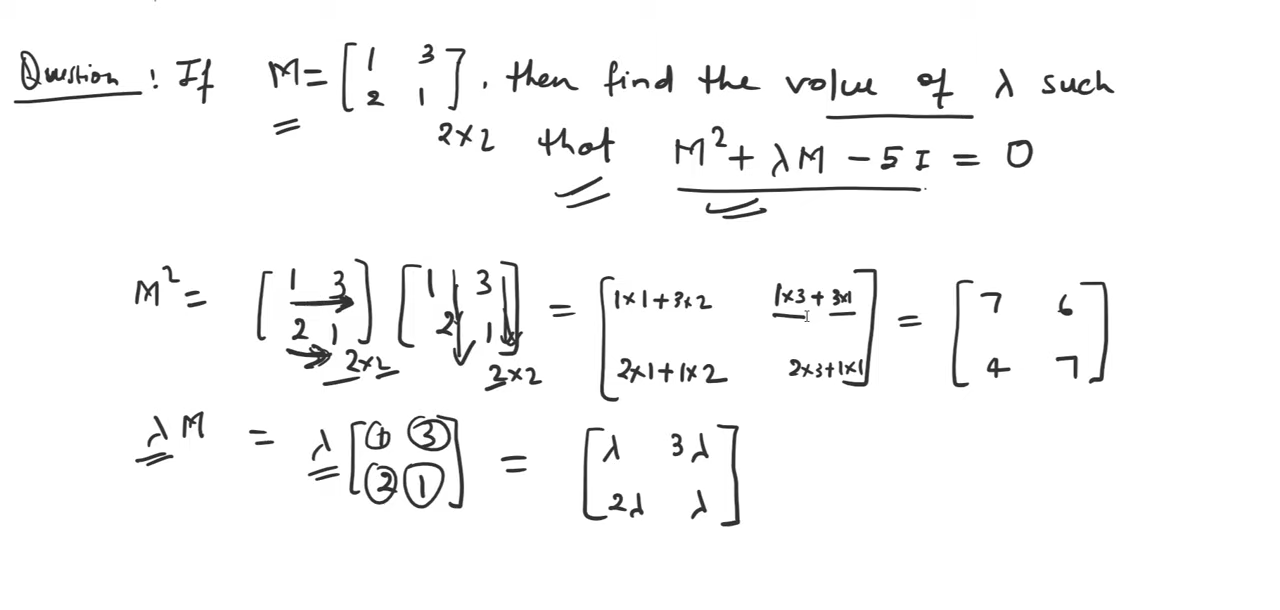 Question : If M = [1 3; 2 1] 2×2 , then find the value of λ such
that M² + λM − 5I = 0
M² = [1 3; 2 1] 2×2 [1 3; 2 1] 2×2 = [1×1+3×2 1×3+3×1; 2×1+1×2 2×3+1×1] = [7 6; 4 7]
λM = λ [1 3; 2 1] = [λ 3λ; 2λ λ]